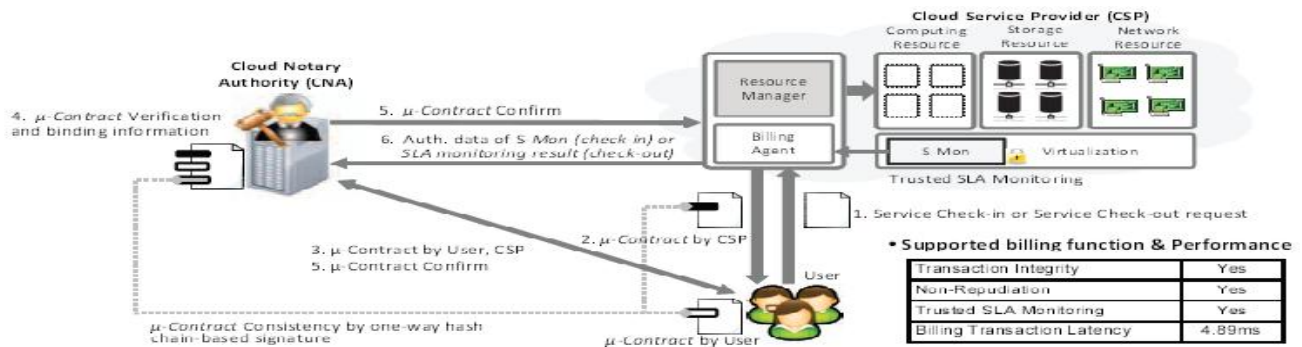 Cloud Service Provider (CSP)
Computing Resource
Storage Resource
Network Resource
Cloud Notary
Authority (CNA)
Resource
Manager
Billing
Agent
S Mon
Virtualization
Trusted SLA Monitoring
4. μ-Contract Verification
and binding information
5. μ-Contract Confirm
6. Auth. data of S Mon (check in) or
SLA monitoring result (check-out)
1. Service Check-in or Service Check-out request
2. μ-Contract by CSP
3. μ-Contract by User, CSP
5. μ-Contract Confirm
User
μ-Contract Consistency by one-way hash
chain-based signature
μ-Contract by User
• Supported billing function & Performance
Transaction Integrity Yes
Non-Repudiation Yes
Trusted SLA Monitoring Yes
Billing Transaction Latency 4.89ms